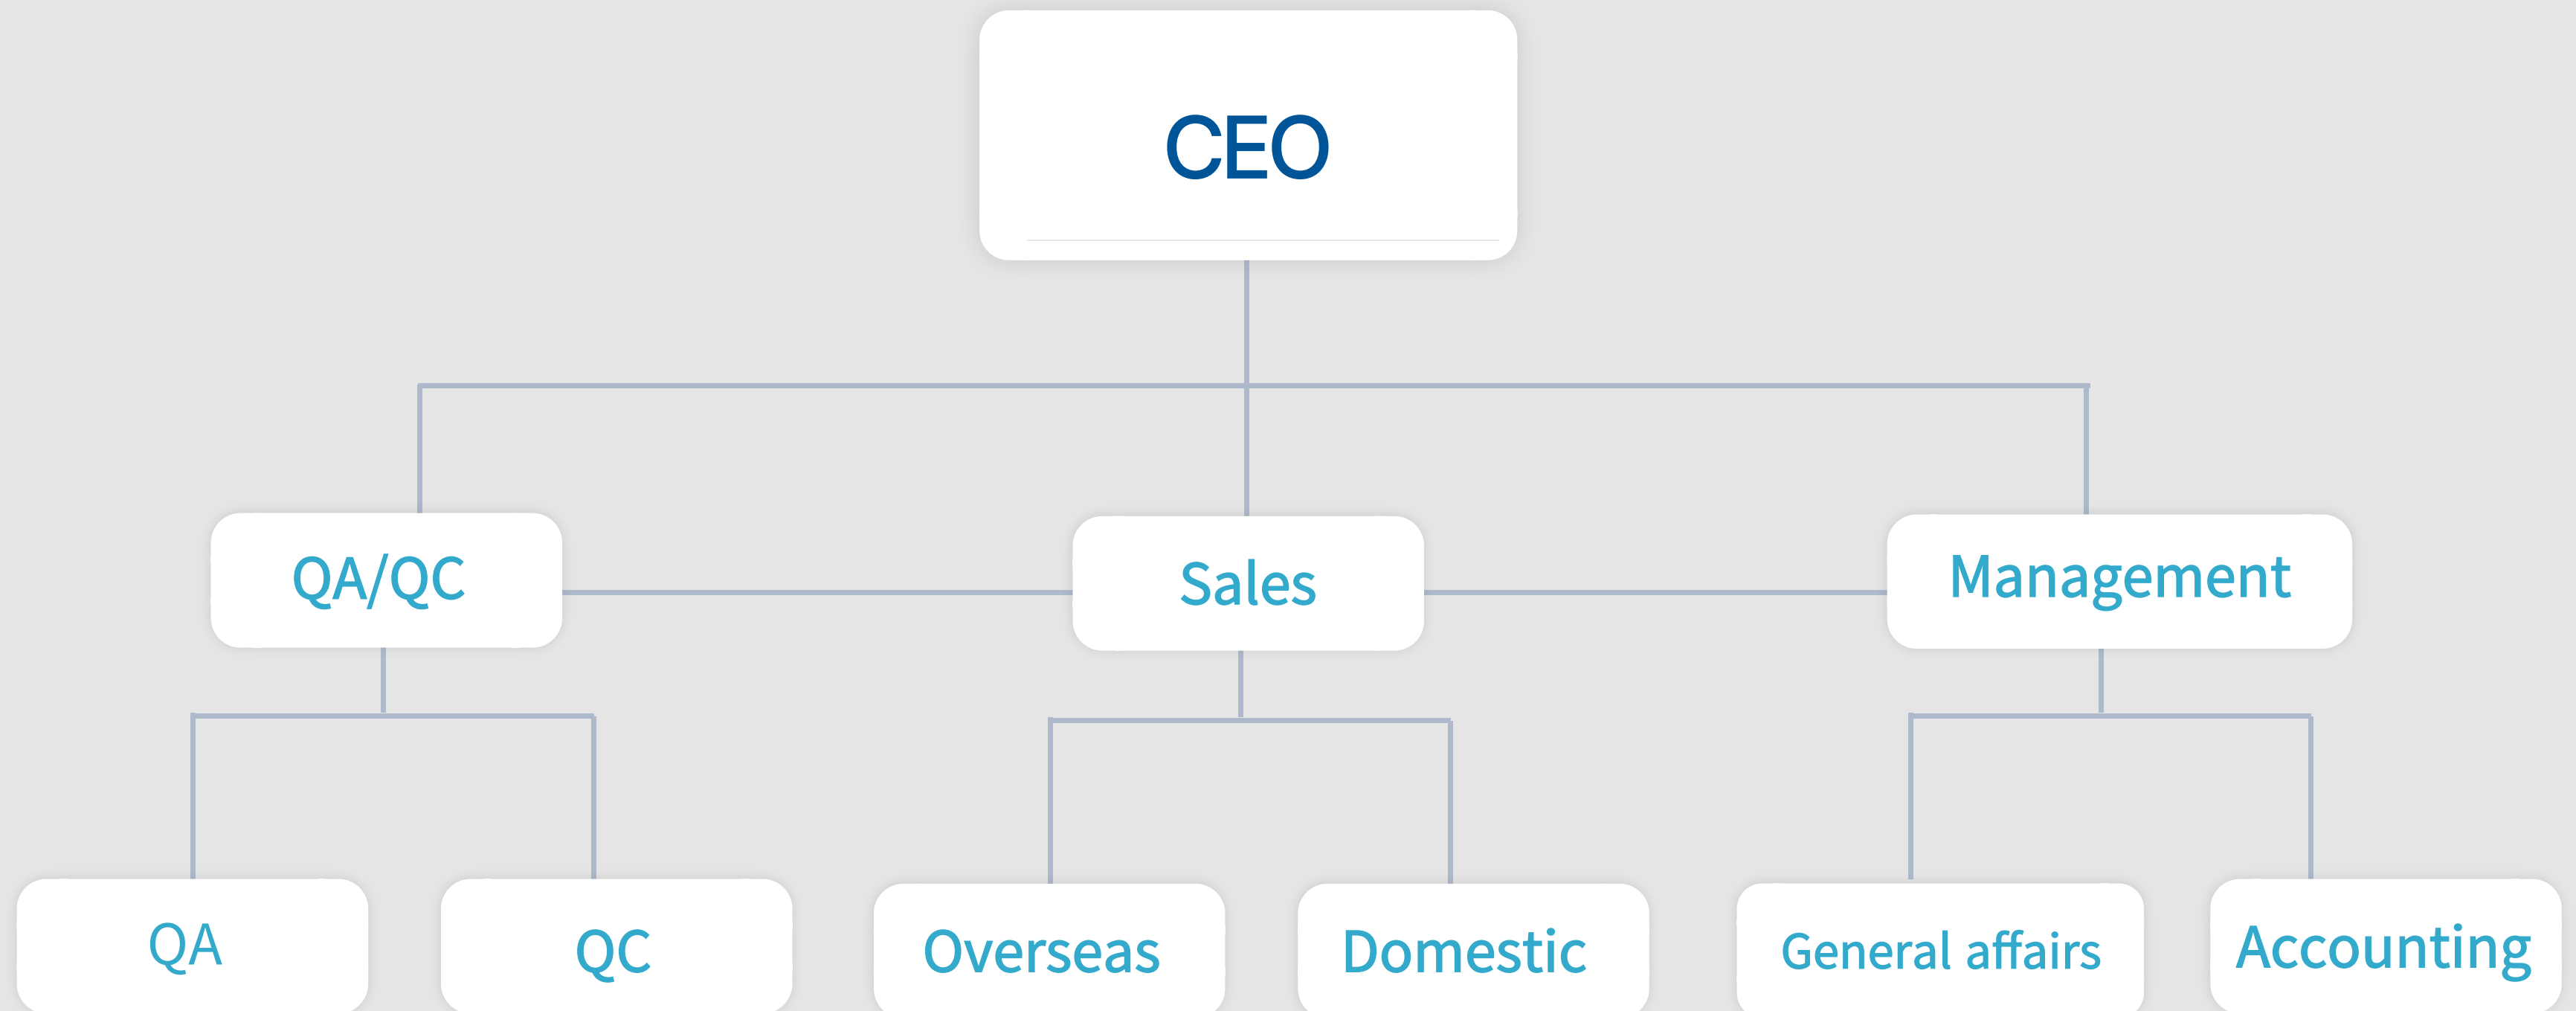 CEO
QA/QC
Sales
Management
QA
QC
Overseas
Domestic
General affairs
Accounting